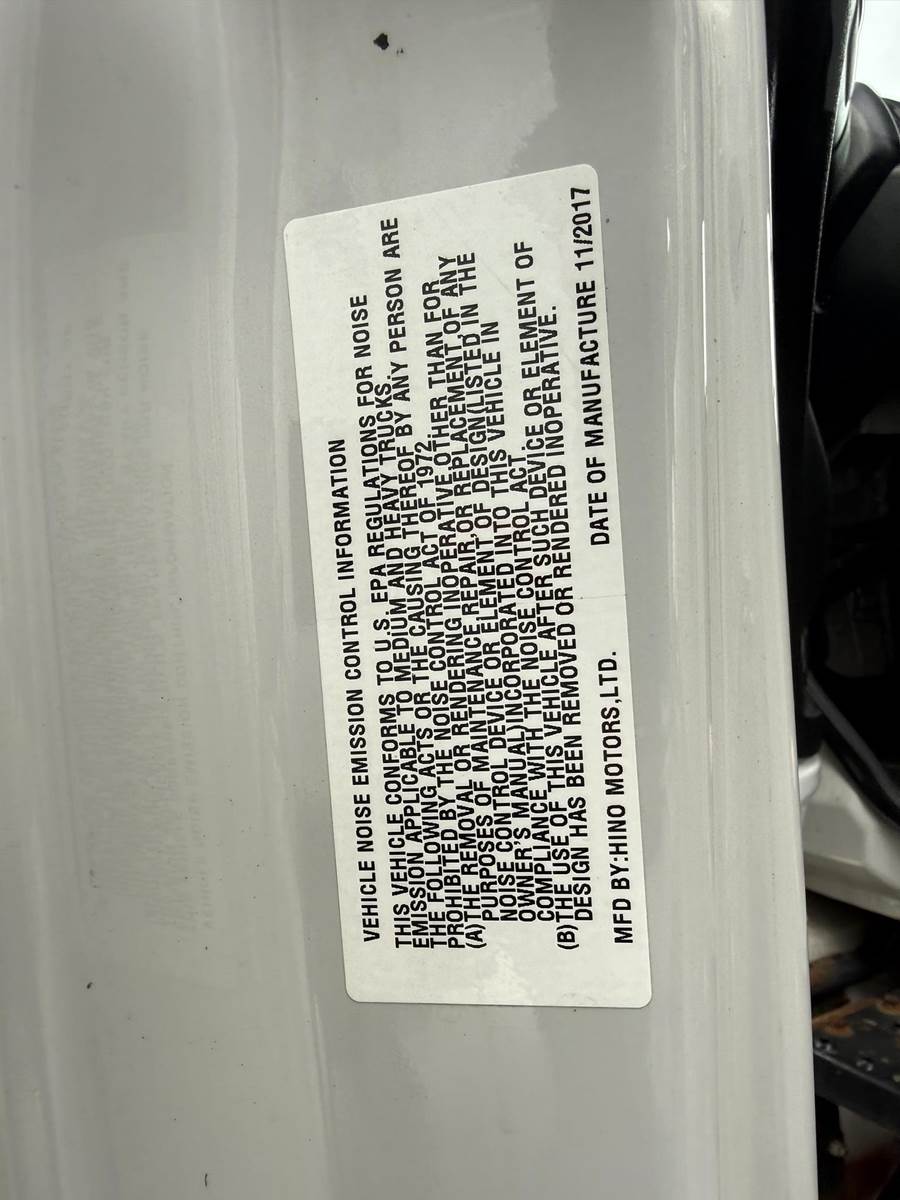 VEHICLE NOISE EMISSION CONTROL INFORMATION
THIS VEHICLE CONFORMS TO U.S. EPA REGULATIONS FOR NOISE
EMISSION APPLICABLE TO MEDIUM AND HEAVY TRUCKS.
THE FOLLOWING ACTS OR THE CAUSING THEREOF BY ANY PERSON ARE
PROHIBITED BY THE NOISE CONTROL ACT OF 1972.
(A)THE REMOVAL OR RENDERING INOPERATIVE,OTHER THAN FOR
PURPOSES OF MAINTENANCE,REPAIR,OR REPLACEMENT,OF ANY
NOISE CONTROL DEVICE OR ELEMENT OF DESIGN(LISTED IN THE
OWNER'S MANUAL)INCORPORATED INTO THIS VEHICLE IN
COMPLIANCE WITH THE NOISE CONTROL ACT.
(B)THE USE OF THIS VEHICLE AFTER SUCH DEVICE OR ELEMENT OF
DESIGN HAS BEEN REMOVED OR RENDERED INOPERATIVE.
MFD BY:HINO MOTORS,LTD. DATE OF MANUFACTURE 11/2017